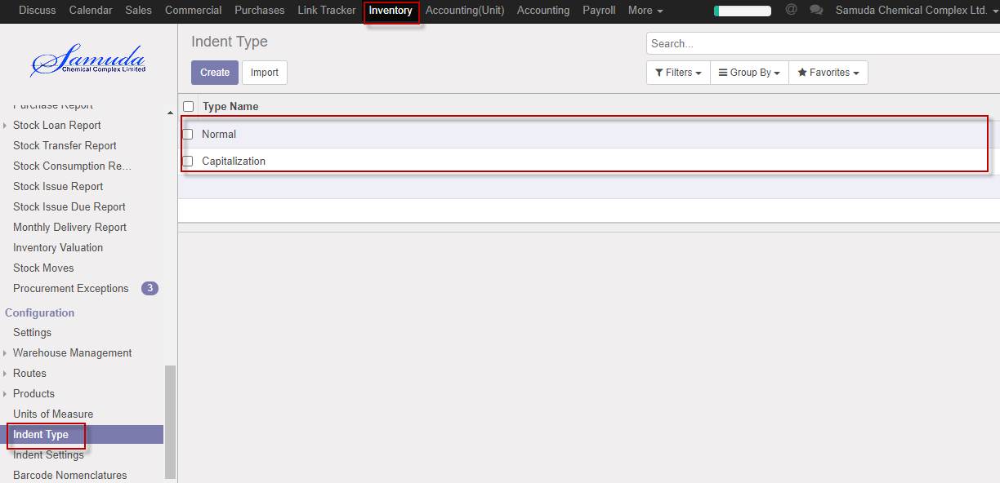 Discuss Calendar Sales Commercial Purchases Link Tracker Inventory Accounting(Unit) Accounting Payroll More @ Samuda Chemical Complex Ltd.
Samuda
Chemical Complex Limited
Indent Type
Search...
Create Import
Filters Group By Favorites
Purchase Report
Stock Loan Report
Stock Transfer Report
Stock Consumption Re...
Stock Issue Report
Stock Issue Due Report
Monthly Delivery Report
Inventory Valuation
Stock Moves
Procurement Exceptions 3
Configuration
Settings
Warehouse Management
Routes
Products
Units of Measure
Indent Type
Indent Settings
Barcode Nomenclatures
Type Name
Normal
Capitalization